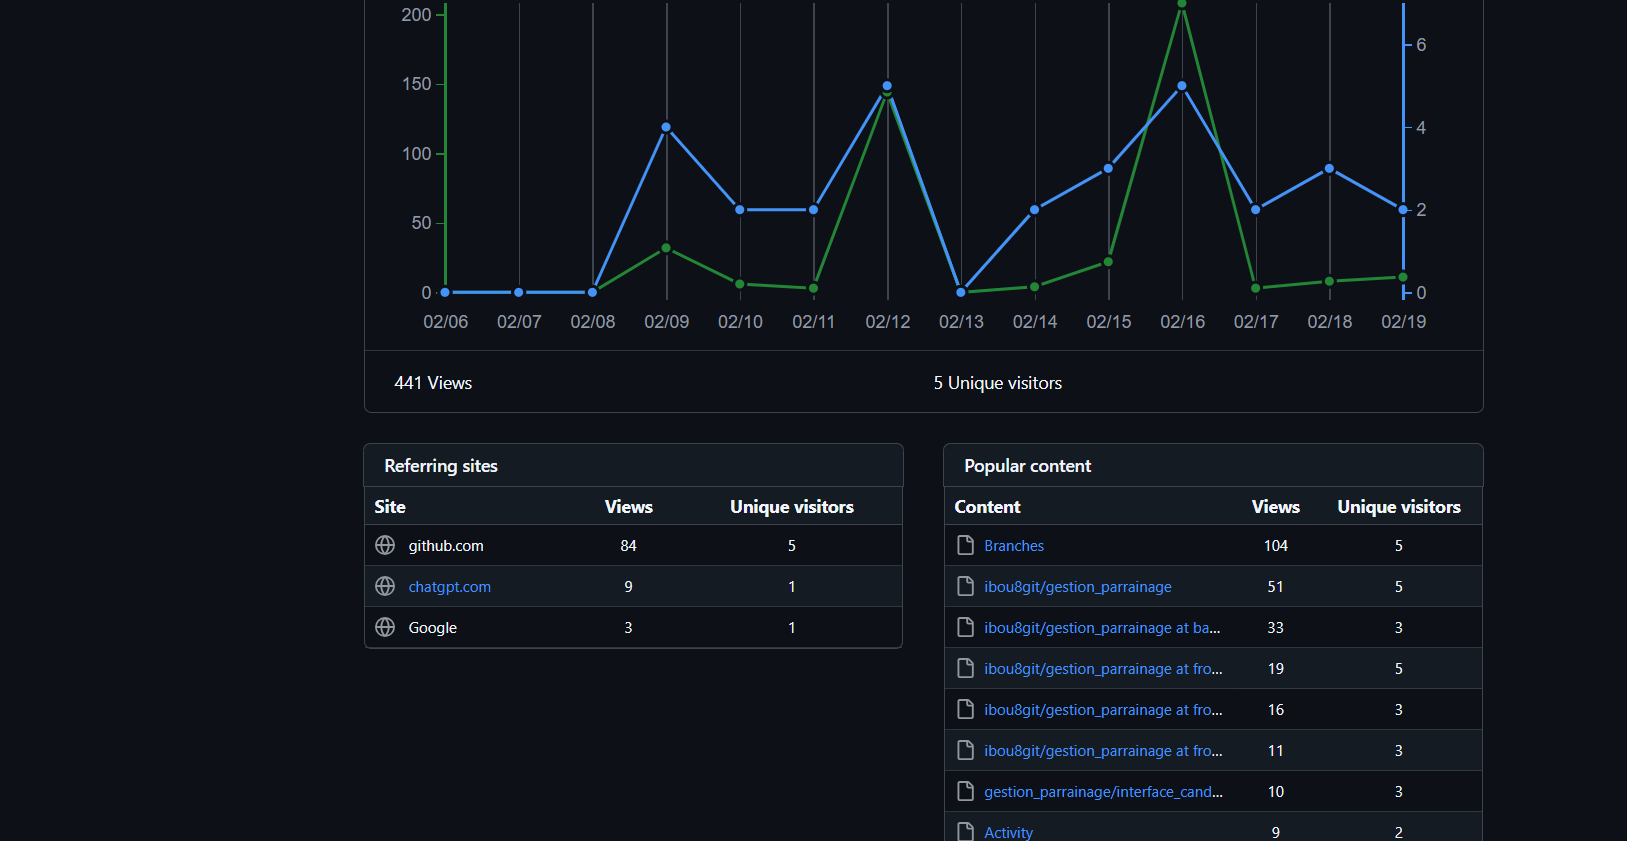 200
150
100
50
0
6
4
2
0
02/06 02/07 02/08 02/09 02/10 02/11 02/12 02/13 02/14 02/15 02/16 02/17 02/18 02/19
441 Views 5 Unique visitors
Referring sites
Site Views Unique visitors
github.com 84 5
chatgpt.com 9 1
Google 3 1
Popular content
Content Views Unique visitors
Branches 104 5
ibou8git/gestion_parrainage 51 5
ibou8git/gestion_parrainage at ba... 33 3
ibou8git/gestion_parrainage at fro... 19 5
ibou8git/gestion_parrainage at fro... 16 3
ibou8git/gestion_parrainage at fro... 11 3
gestion_parrainage/interface_cand... 10 3
Activity 9 2